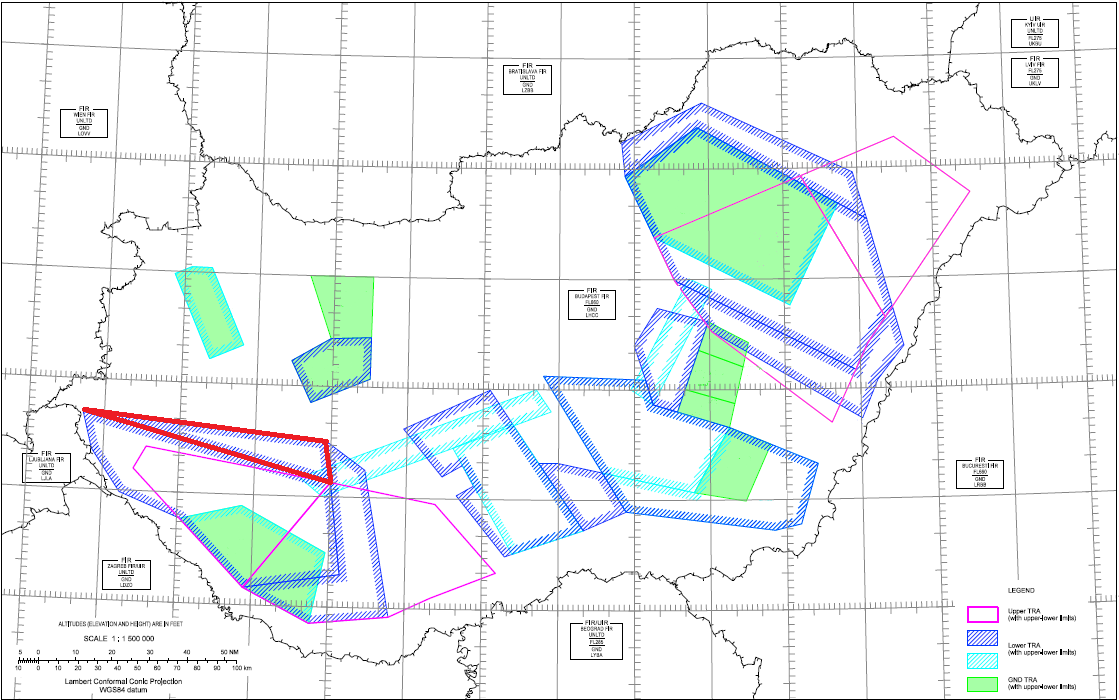 UIR
KYIV UIR
UNLTD
FL275
UKBU
FIR
LVIV FIR
FL275
GND
UKLV
FIR
BRATISLAVA FIR
UNLTD
GND
LZBB
FIR
WIEN FIR
UNLTD
GND
LOVV
FIR
BUDAPEST FIR
FL660
GND
LHCC
FIR
LJUBLJANA FIR
UNLTD
GND
LJLA
FIR
BUCURESTI FIR
FL660
GND
LRBB
FIR
ZAGREB FIR/UIR
UNLTD
GND
LDZO
FIR/UIR
BEOGRAD FIR
UNLTD
FL285
GND
LYBA
ALTITUDES (ELEVATION AND HEIGHT) ARE IN FEET
SCALE 1 : 1 500 000
5 0 10 20 30 40 50 NM
10 0 10 20 30 40 50 60 70 80 90 100 km
Lambert Conformal Conic Projection
WGS84 datum
LEGEND
Upper TRA
(with upper-lower limits)
Lower TRA
(with upper-lower limits)
GND TRA
(with upper-lower limits)